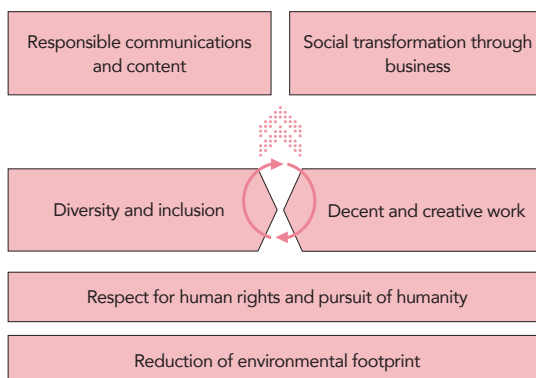 Responsible communications
and content
Social transformation through
business
Diversity and inclusion
Decent and creative work
Respect for human rights and pursuit of humanity
Reduction of environmental footprint